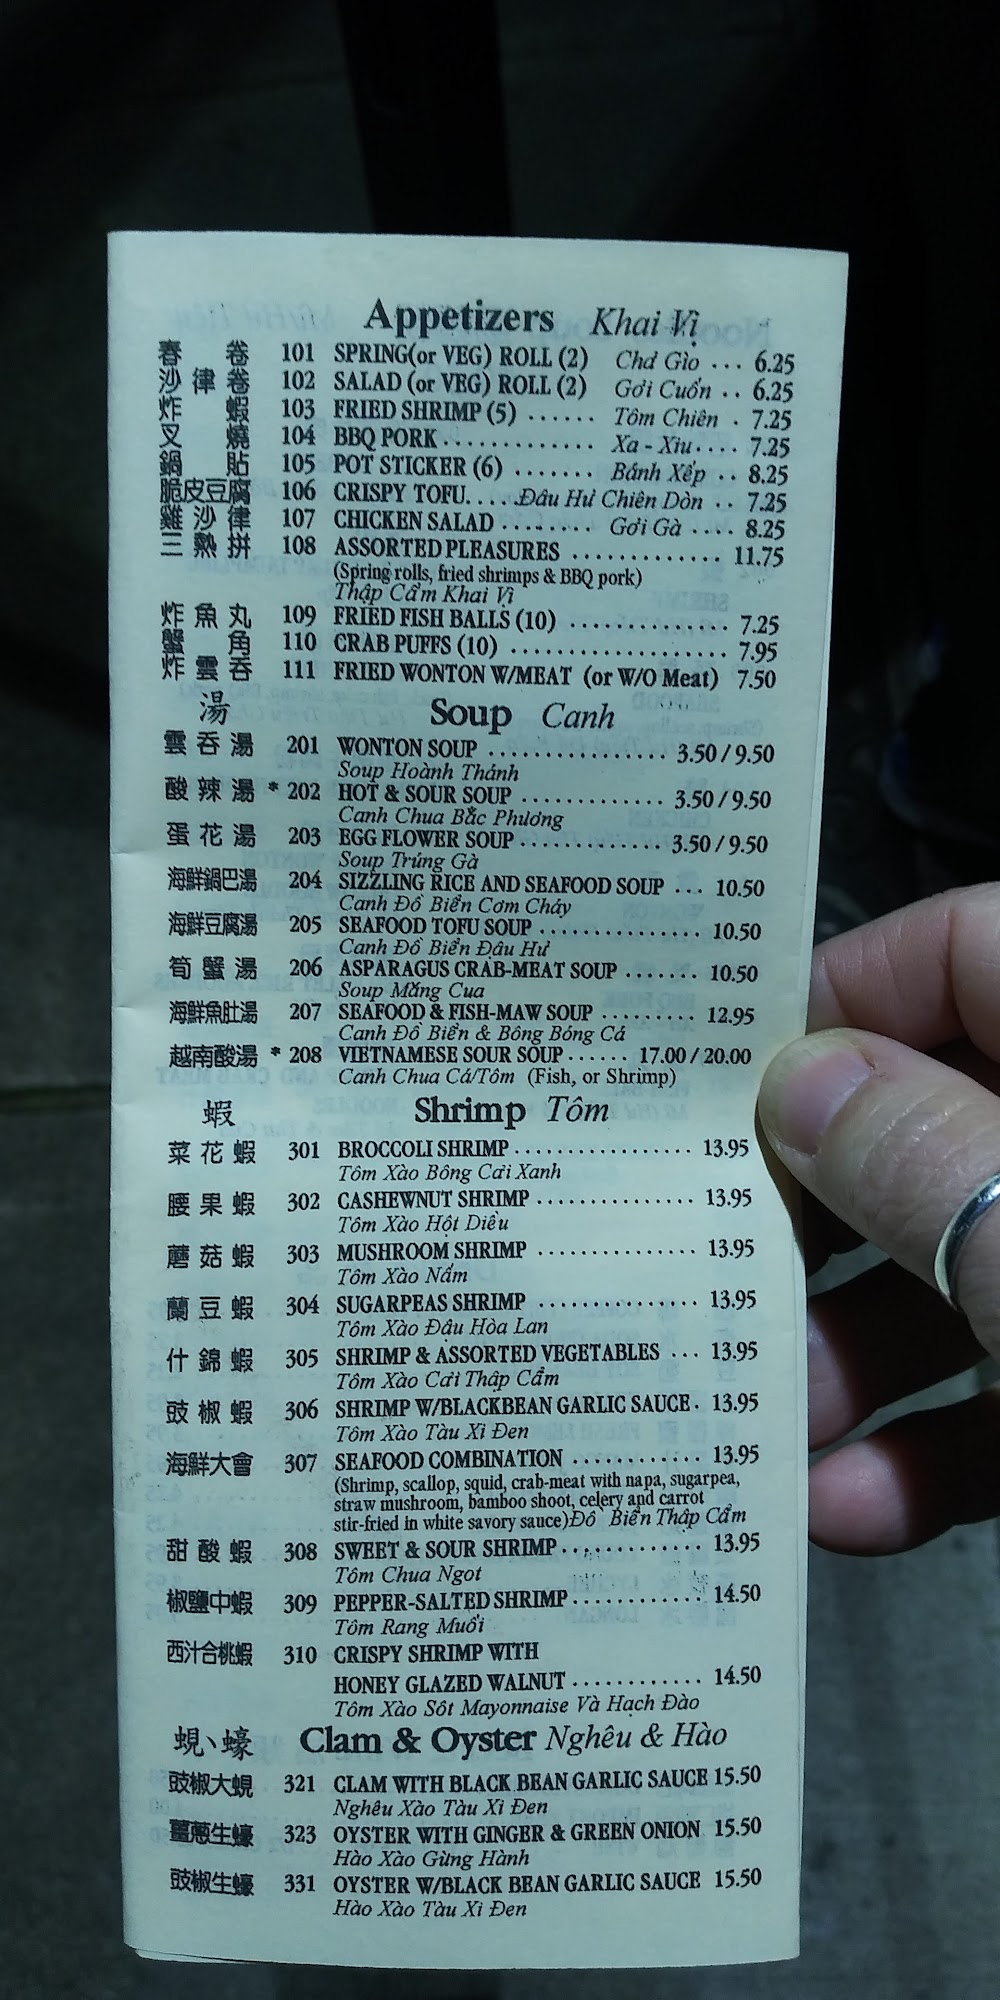 Appetizers Khai Vị
春卷 101 SPRING(or VEG) ROLL (2) Chả Giò ... 6.25
沙律卷 102 SALAD (or VEG) ROLL (2) Gỏi Cuốn .. 6.25
炸蝦 103 FRIED SHRIMP (5) ...... Tôm Chiên . 7.25
叉燒 104 BBQ PORK ............. Xa - Xiu .... 7.25
鍋貼 105 POT STICKER (6) ....... Bánh Xếp .. 8.25
脆皮豆腐 106 CRISPY TOFU.... Đâu Hủ Chiên Dòn .. 7.25
雞沙律 107 CHICKEN SALAD ........ Gơi Gà .... 8.25
三熱拼 108 ASSORTED PLEASURES ............. 11.75
(Spring rolls, fried shrimps & BBQ pork)
Thập Cẩm Khai Vị
炸魚丸 109 FRIED FISH BALLS (10) .............. 7.25
蟹角 110 CRAB PUFFS (10) ................... 7.95
炸雲吞 111 FRIED WONTON W/MEAT (or W/O Meat) 7.50
湯 Soup Canh
雲吞湯 201 WONTON SOUP ............... 3.50 / 9.50
Soup Hoành Thánh
酸辣湯 * 202 HOT & SOUR SOUP ............ 3.50 / 9.50
Canh Chua Bắc Phương
蛋花湯 203 EGG FLOWER SOUP ............ 3.50 / 9.50
Soup Trúng Gà
海鮮鍋巴湯 204 SIZZLING RICE AND SEAFOOD SOUP ... 10.50
Canh Đồ Biển Cơm Cháy
海鮮豆腐湯 205 SEAFOOD TOFU SOUP ............... 10.50
Canh Đồ Biển Đậu Hủ
筍蟹湯 206 ASPARAGUS CRAB-MEAT SOUP ....... 10.50
Soup Măng Cua
海鮮魚肚湯 207 SEAFOOD & FISH-MAW SOUP ......... 12.95
Canh Đồ Biển & Bông Bóng Cá
越南酸湯 * 208 VIETNAMESE SOUR SOUP ...... 17.00 / 20.00
Canh Chua Cá/Tôm (Fish, or Shrimp)
蝦 Shrimp Tôm
菜花蝦 301 BROCCOLI SHRIMP ................. 13.95
Tôm Xào Bông Cải Xanh
腰果蝦 302 CASHEWNUT SHRIMP ............... 13.95
Tôm Xào Hột Diều
蘑菇蝦 303 MUSHROOM SHRIMP ............... 13.95
Tôm Xào Nấm
蘭豆蝦 304 SUGARPEAS SHRIMP ............... 13.95
Tôm Xào Đậu Hòa Lan
什錦蝦 305 SHRIMP & ASSORTED VEGETABLES ... 13.95
Tôm Xào Cải Thập Cẩm
豉椒蝦 306 SHRIMP W/BLACKBEAN GARLIC SAUCE . 13.95
Tôm Xào Tàu Xì Đen
海鮮大會 307 SEAFOOD COMBINATION ............ 13.95
(Shrimp, scallop, squid, crab-meat with napa, sugarpea,
straw mushroom, bamboo shoot, celery and carrot
stir-fried in white savory sauce)Đồ Biển Thập Cẩm
甜酸蝦 308 SWEET & SOUR SHRIMP ............. 13.95
Tôm Chua Ngot
椒鹽中蝦 309 PEPPER-SALTED SHRIMP ............ 14.50
Tôm Rang Muối
西汁合桃蝦 310 CRISPY SHRIMP WITH
HONEY GLAZED WALNUT ............ 14.50
Tôm Xào Sôt Mayonnaise Và Hạch Đào
蜆、蠔 Clam & Oyster Nghêu & Hào
豉椒大蜆 321 CLAM WITH BLACK BEAN GARLIC SAUCE 15.50
Nghêu Xào Tàu Xì Đen
薑蔥生蠔 323 OYSTER WITH GINGER & GREEN ONION 15.50
Hào Xào Gừng Hành
豉椒生蠔 331 OYSTER W/BLACK BEAN GARLIC SAUCE 15.50
Hào Xào Tàu Xì Đen